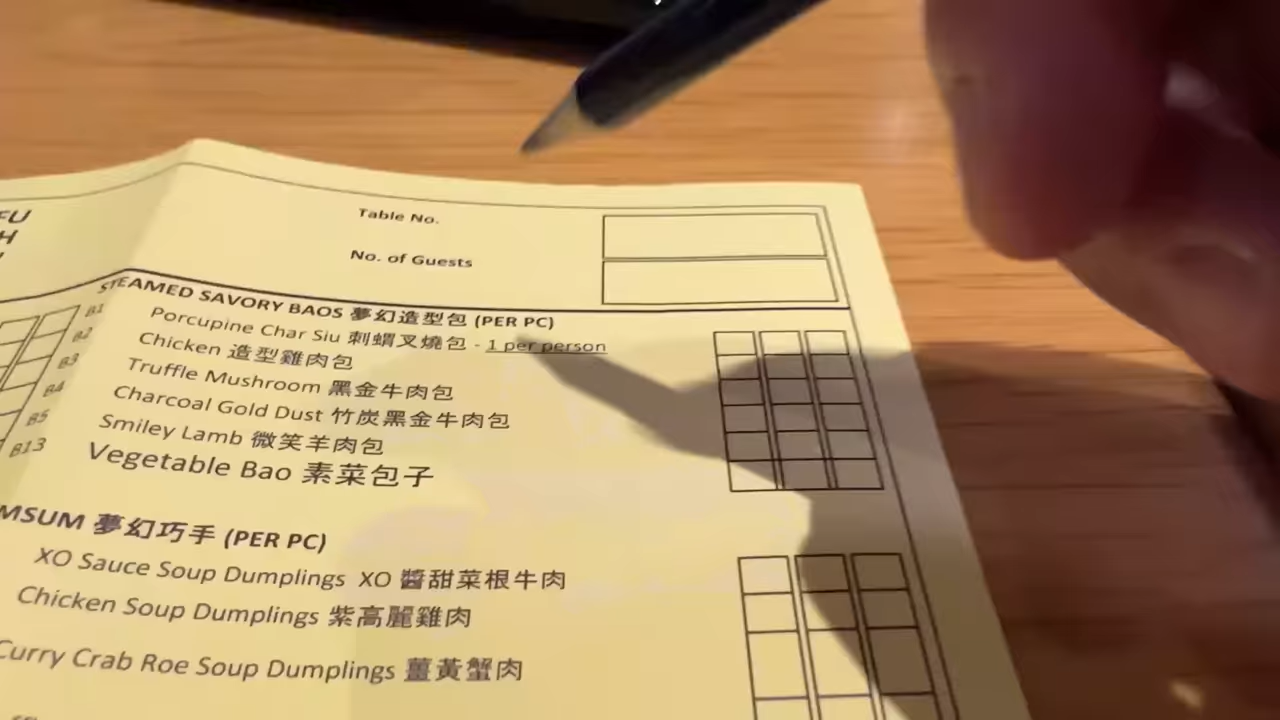 FU
H
Table No.
No. of Guests
STEAMED SAVORY BAOS 夢幻造型包 (PER PC)
B1 Porcupine Char Siu 刺蝟叉燒包 - 1 per person
B2 Chicken 造型雞肉包
B3 Truffle Mushroom 黑金牛肉包
B4 Charcoal Gold Dust 竹炭黑金牛肉包
B5 Smiley Lamb 微笑羊肉包
B13 Vegetable Bao 素菜包子
MSUM 夢幻巧手 (PER PC)
XO Sauce Soup Dumplings XO 醬甜菜根牛肉
Chicken Soup Dumplings 紫高麗雞肉
Curry Crab Roe Soup Dumplings 薑黃蟹肉